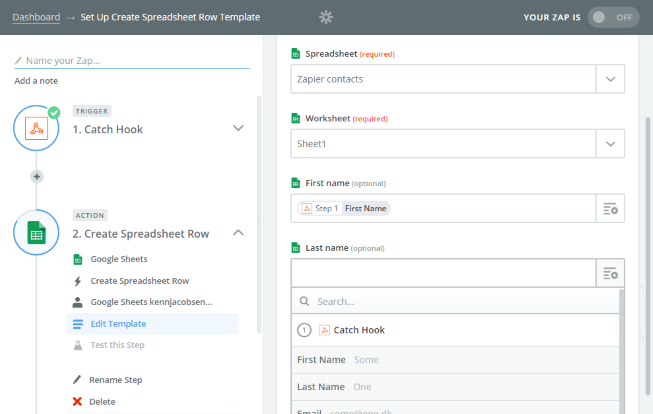 Dashboard → Set Up Create Spreadsheet Row Template
YOUR ZAP IS OFF
Name your Zap...
Add a note
TRIGGER
1. Catch Hook
ACTION
2. Create Spreadsheet Row
Google Sheets
Create Spreadsheet Row
Google Sheets kennjacobsen...
Edit Template
Test this Step
Rename Step
Delete
Spreadsheet (required)
Zapier contacts
Worksheet (required)
Sheet1
First name (optional)
Step 1 First Name
Last name (optional)
Search...
1 Catch Hook
First Name Some
Last Name One
Email some@one.dk